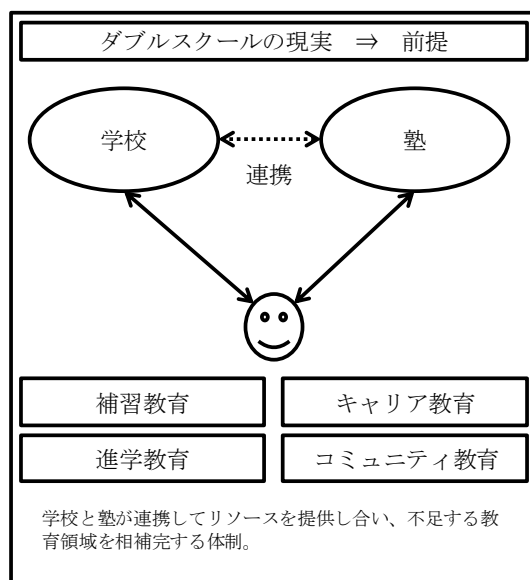 ダブルスクールの現実　⇒　前提
学校
塾
連携
補習教育
キャリア教育
進学教育
コミュニティ教育
学校と塾が連携してリソースを提供し合い、不足する教
育領域を相補完する体制。